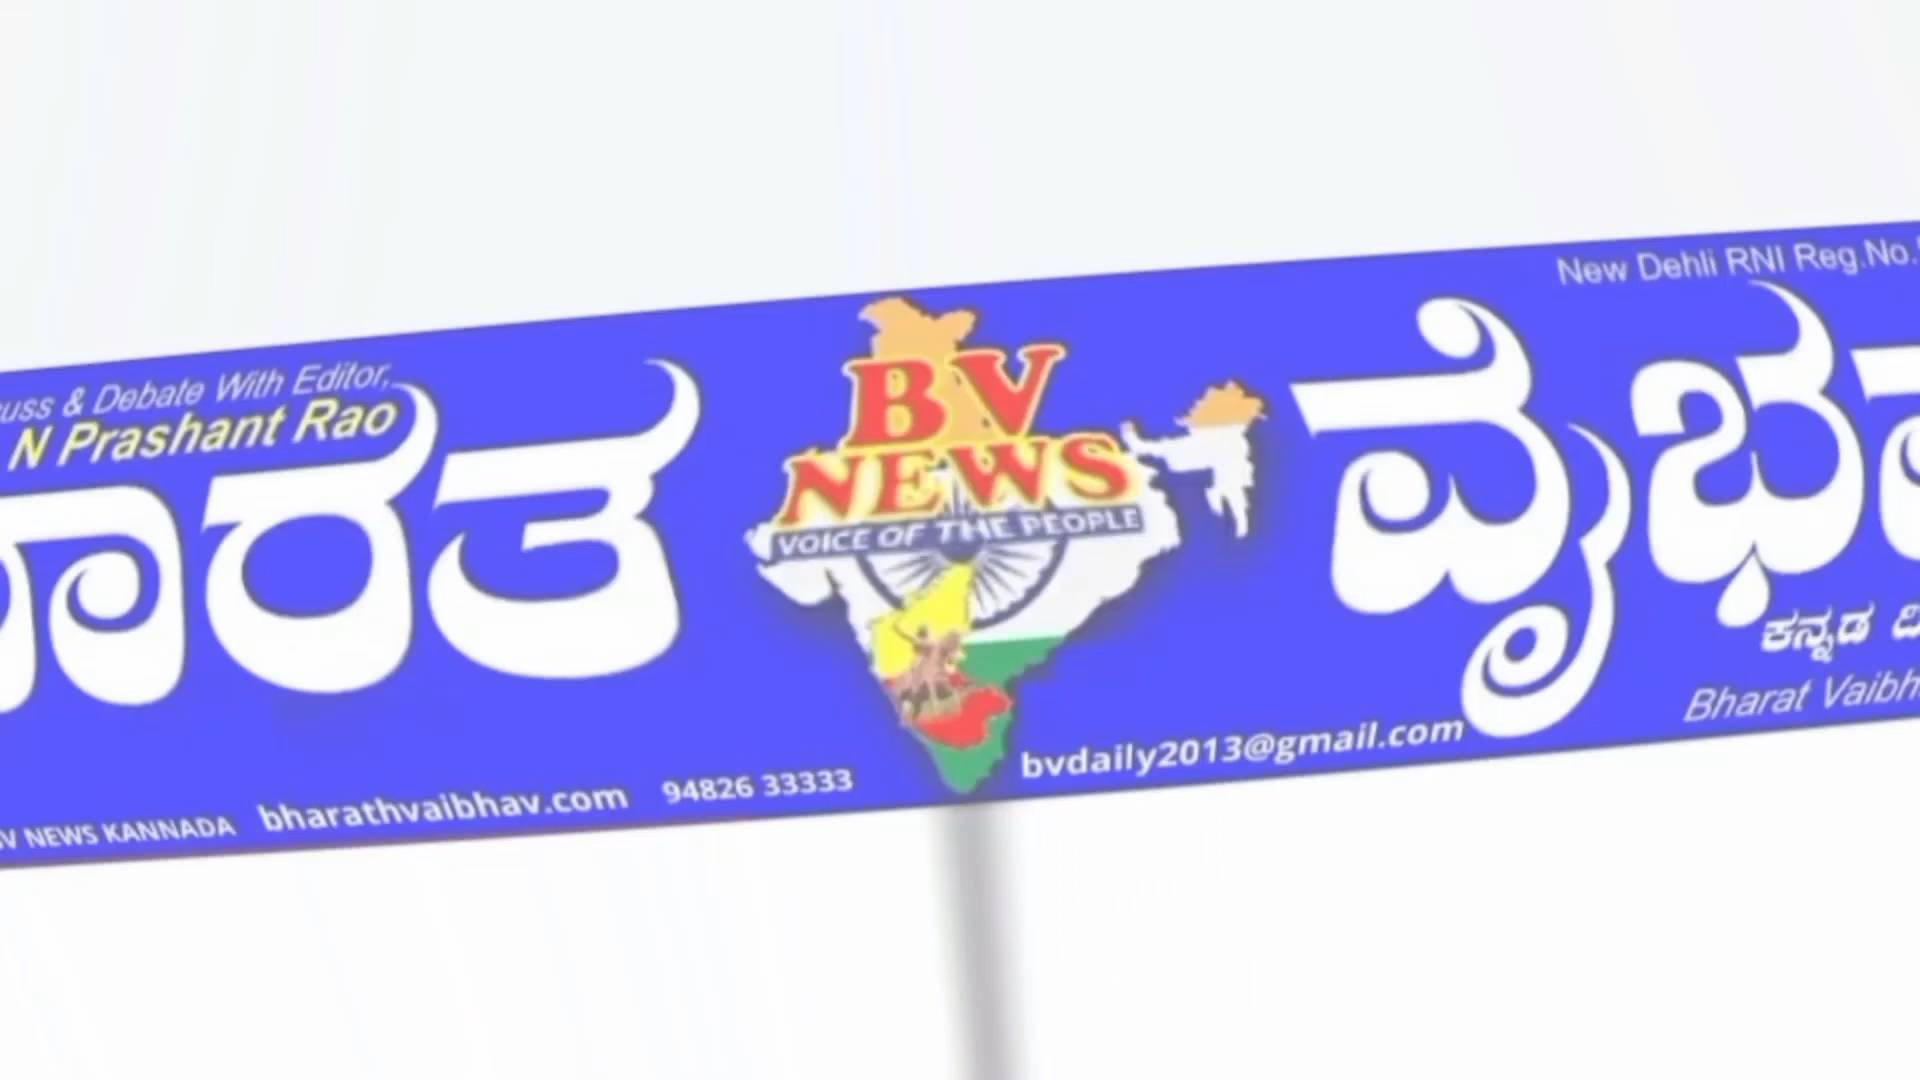 uss & Debate With Editor,
N Prashant Rao
ಾರತ
BV
NEWS
VOICE OF THE PEOPLE
New Dehli RNI Reg.No.
ವೈಭ
ಕನ್ನಡ
Bharat Vaibh
BV NEWS KANNADA bharathvaibhav.com 94826 33333 bvdaily2013@gmail.com